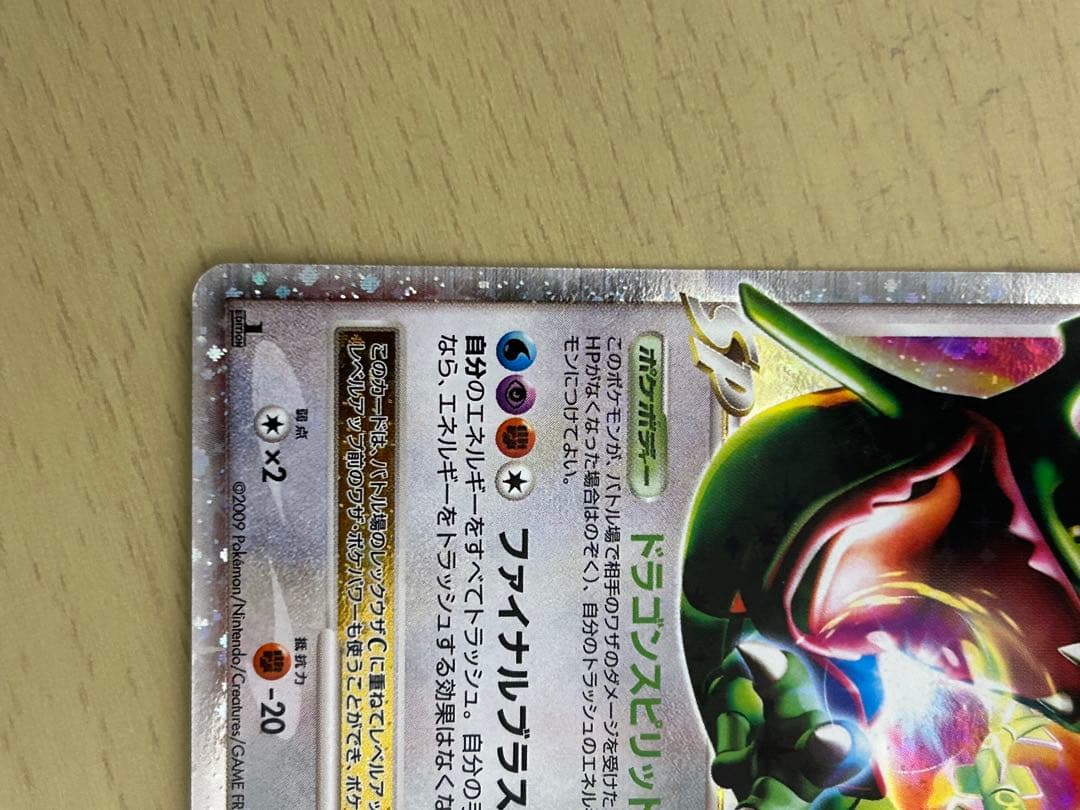 SP
ポケボディー ドラゴンスピリット
このポケモンが、バトル場で相手のワザのダメージを受けた
HPがなくなった場合はのぞく）、自分のトラッシュのエネル
モンにつけてよい。
ファイナルブラス
自分のエネルギーをすべてトラッシュ。自分の
なら、エネルギーをトラッシュする効果はなくな
このカードは、バトル場のレックウザCに重ねてレベルアッ
レベルアップ前のワザ・ポケパワーも使うことができ、ポケ
弱点 抵抗力
×2 -20
1 EDITION
©2009 Pokémon/Nintendo/Creatures/GAME FR